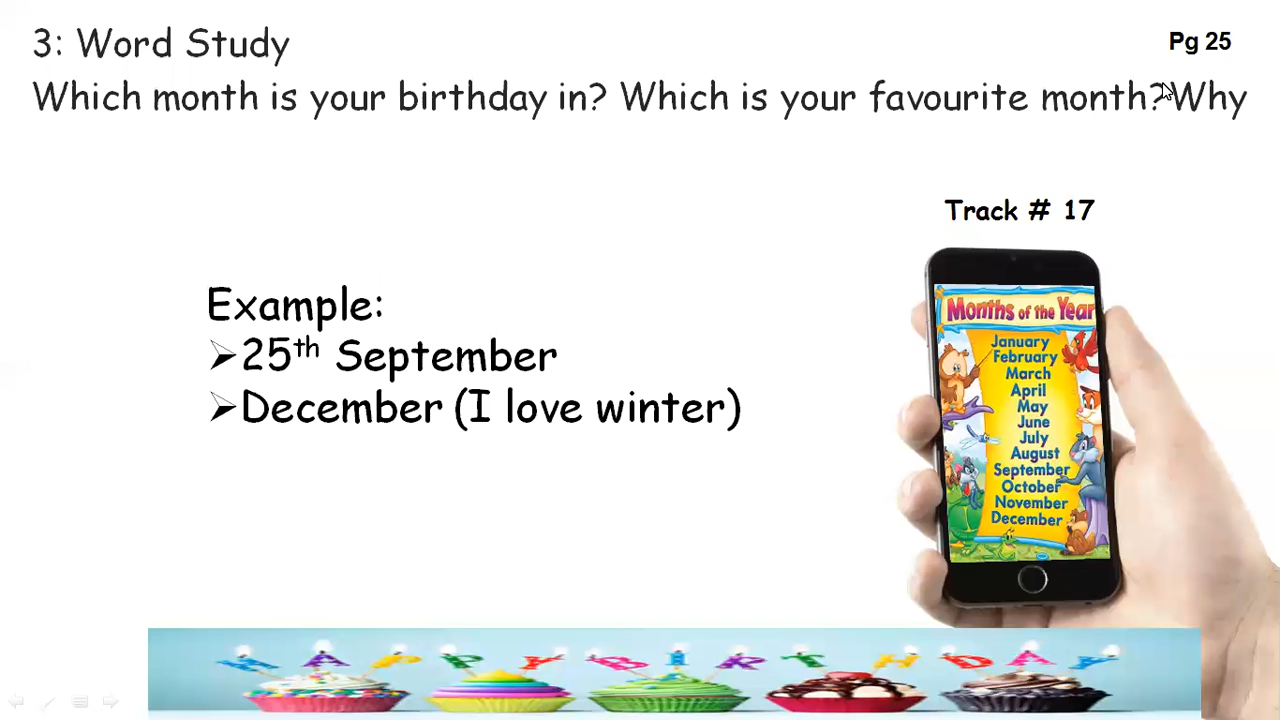 3: Word Study
Pg 25
Which month is your birthday in? Which is your favourite month? Why
Track # 17
Example:
➢25th September
➢December (I love winter)
Months of the Year
January
February
March
April
May
June
July
August
September
October
November
December
HAPPY BIRTHDAY